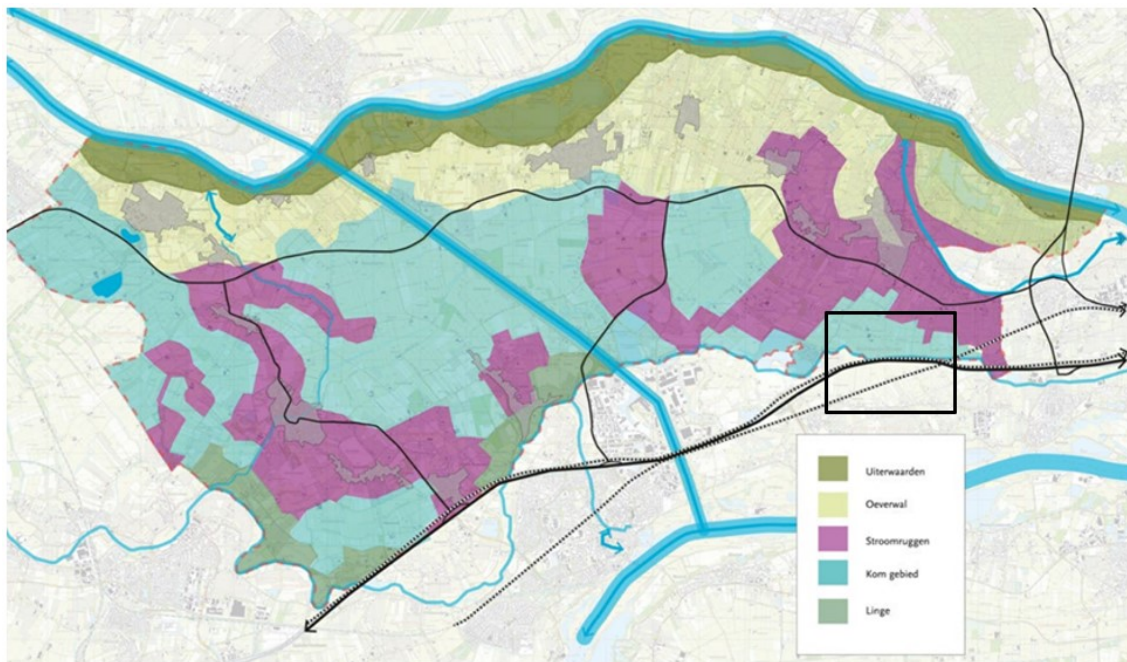 Uiterwaarden
Oeverwal
Stroomruggen
Kom gebied
Linge